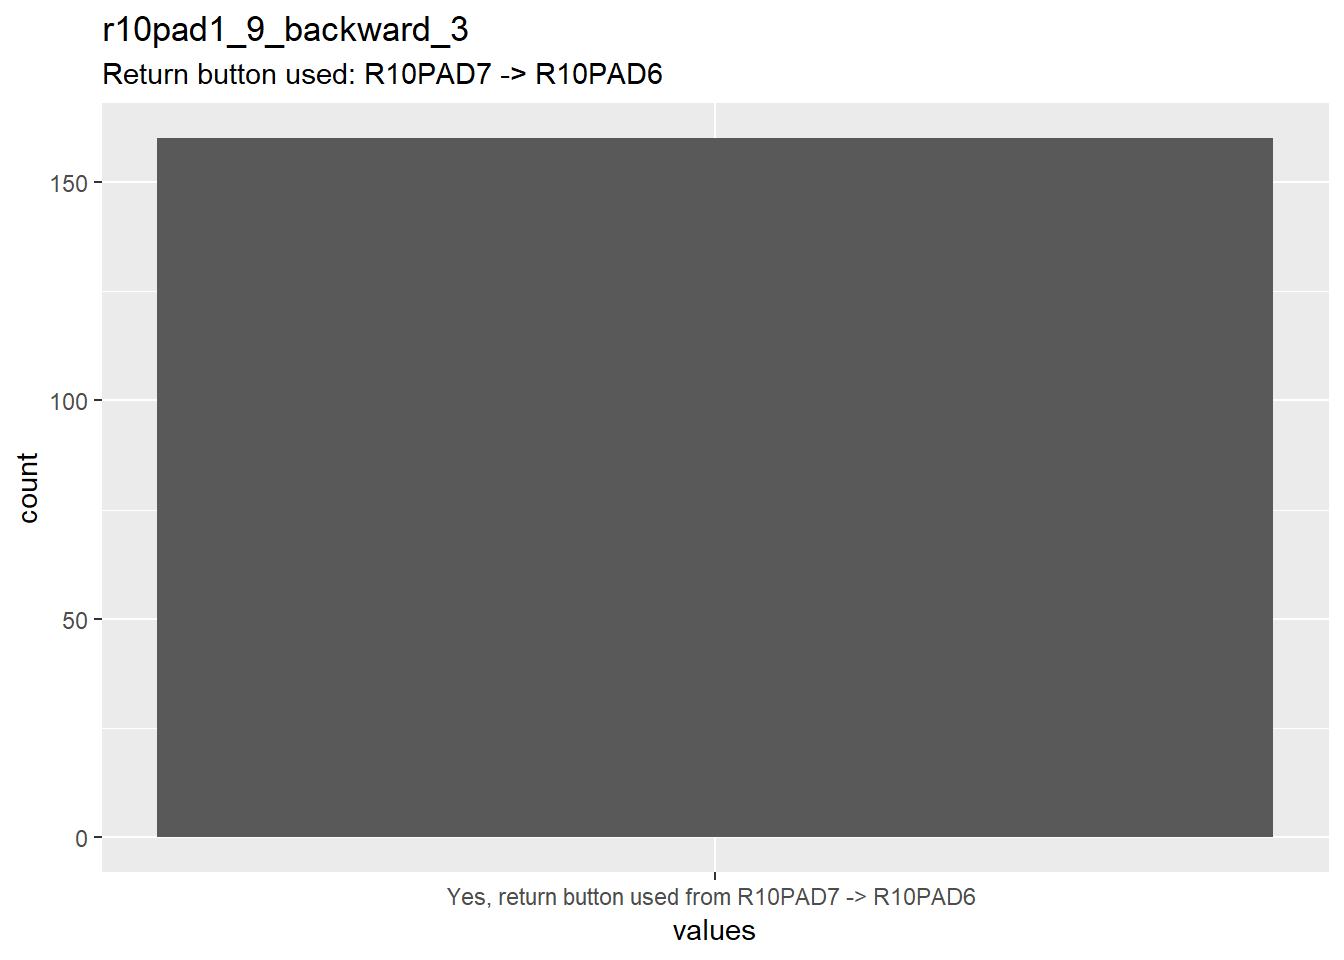 r10pad1_9_backward_3
Return button used: R10PAD7 -> R10PAD6
150
100
50
0
count
Yes, return button used from R10PAD7 -> R10PAD6
values